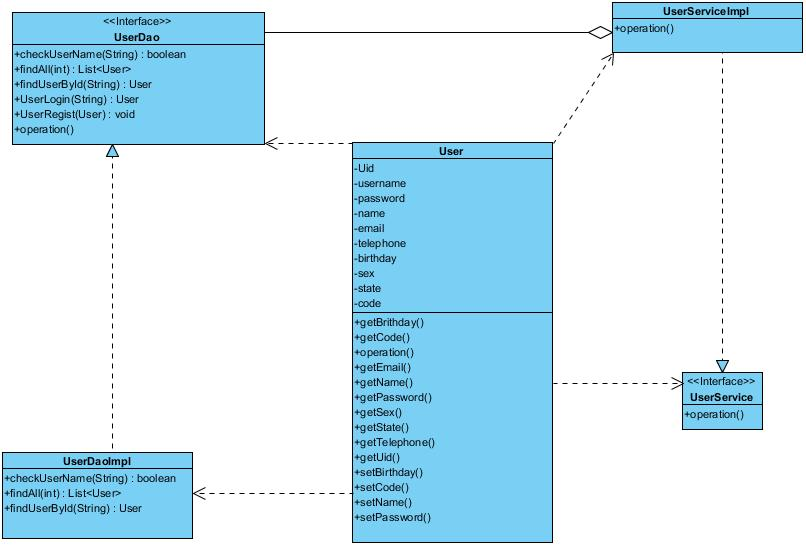 <<Interface>>
UserDao
+checkUserName(String) : boolean
+findAll(int) : List<User>
+findUserById(String) : User
+UserLogin(String) : User
+UserRegist(User) : void
+operation()
UserServiceImpl
+operation()
User
-Uid
-username
-password
-name
-email
-telephone
-birthday
-sex
-state
-code
+getBrithday()
+getCode()
+operation()
+getEmail()
+getName()
+getPassword()
+getSex()
+getState()
+getTelephone()
+getUid()
+setBirthday()
+setCode()
+setName()
+setPassword()
<<Interface>>
UserService
+operation()
UserDaoImpl
+checkUserName(String) : boolean
+findAll(int) : List<User>
+findUserById(String) : User